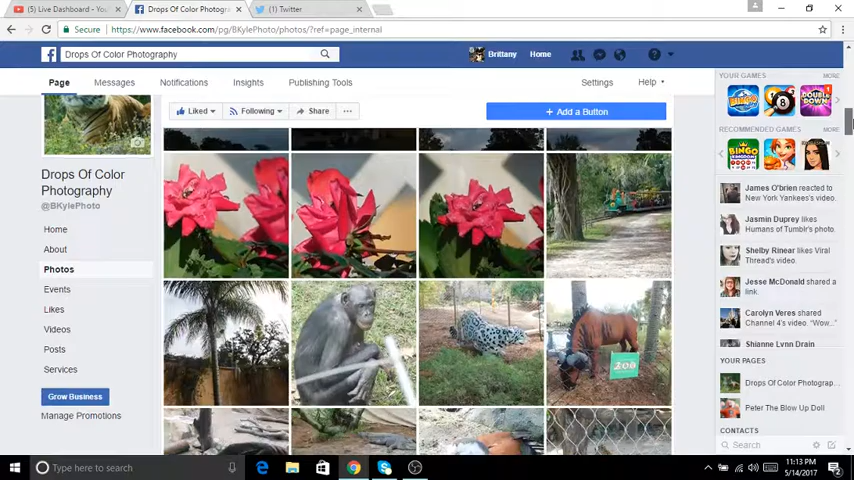 (5) Live Dashboard - You
Drops Of Color Photogra
Twitter
Secure
https://www.facebook.com/pg/BKylePhoto/photos/?ref=page_internal
Drops Of Color Photography
Brittany
Home
Page
Messages
Notifications
Insights
Publishing Tools
Settings
Help
Liked
Following
Share
+ Add a Button
Drops Of Color
Photography
@BKylePhoto
Home
About
Photos
Events
Likes
Videos
Posts
Services
Grow Business
Manage Promotions
ZOO
YOUR GAMES
MORE
DOUBLE
DOWN
RECOMMENDED GAMES
MORE
BINGO
James O'brien reacted to
New York Yankees's video.
Jasmin Duprey likes
Humans of Tumblr's photo.
Shelby Rinear likes Viral
Thread's video.
Jesse McDonald shared a
link.
Carolyn Veres shared
Channel 4's video. "Wow..."
Shianne Lynn Drain
YOUR PAGES
Drops Of Color Photograp...
Peter The Blow Up Doll
CONTACTS
Search
Type here to search
11:13 PM
5/14/2017